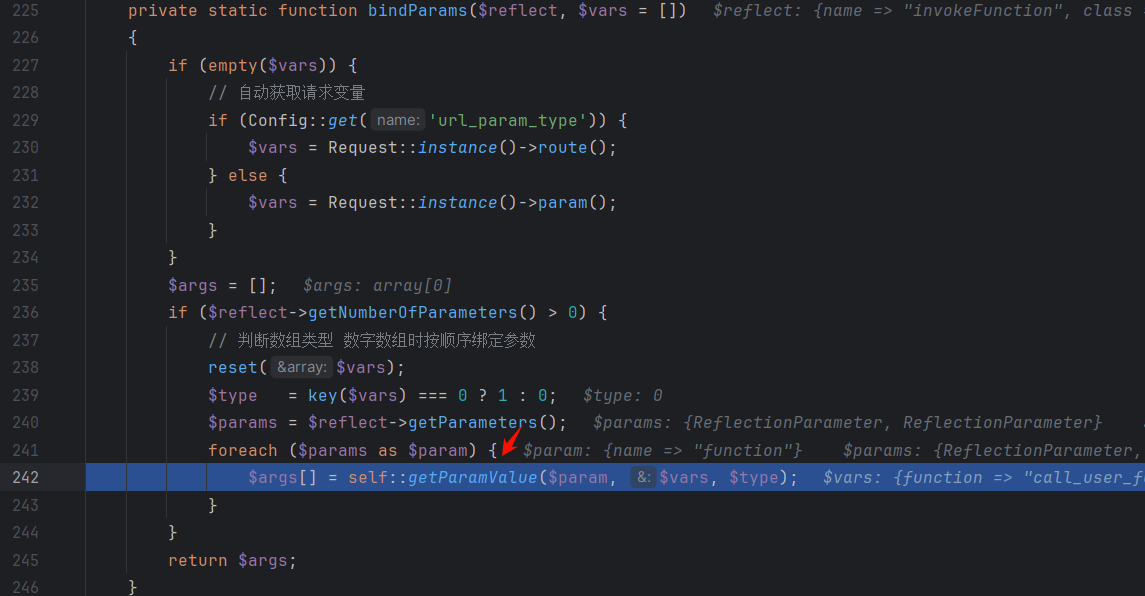 225 private static function bindParams($reflect, $vars = []) $reflect: {name => "invokeFunction", class
226 {
227 if (empty($vars)) {
228 // 自动获取请求变量
229 if (Config::get( name: 'url_param_type')) {
230 $vars = Request::instance()->route();
231 } else {
232 $vars = Request::instance()->param();
233 }
234 }
235 $args = []; $args: array[0]
236 if ($reflect->getNumberOfParameters() > 0) {
237 // 判断数组类型 数字数组时按顺序绑定参数
238 reset( &array: $vars);
239 $type = key($vars) === 0 ? 1 : 0; $type: 0
240 $params = $reflect->getParameters(); $params: {ReflectionParameter, ReflectionParameter}
241 foreach ($params as $param) { $param: {name => "function"} $params: {ReflectionParameter,
242 $args[] = self::getParamValue($param, &: $vars, $type); $vars: {function => "call_user_f
243 }
244 }
245 return $args;
246 }